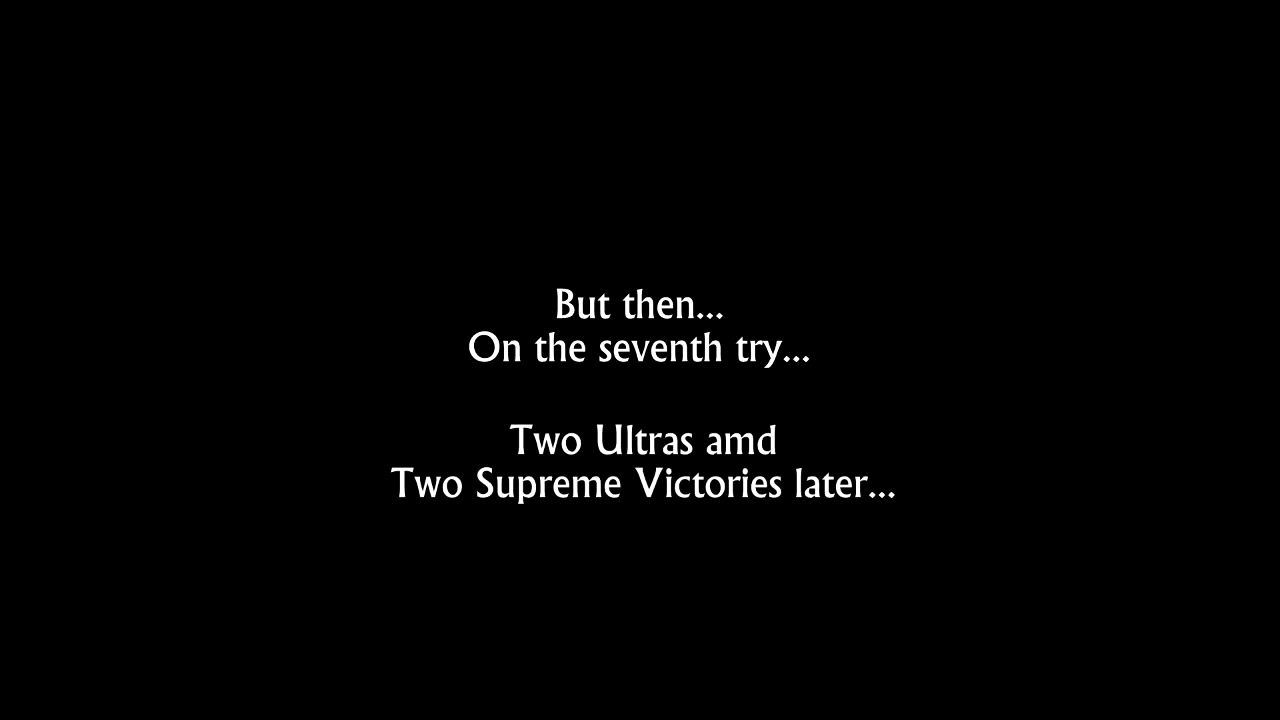 But then...
On the seventh try...
Two Ultras amd
Two Supreme Victories later...